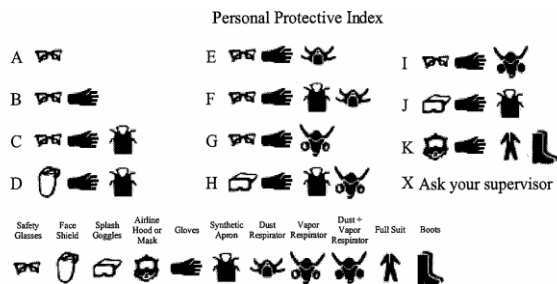 Personal Protective Index
A
E
I
B
F
J
C
G
K
D
H
X Ask your supervisor
Safety Glasses
Face Shield
Splash Goggles
Airline Hood or Mask
Gloves
Synthetic Apron
Dust Respirator
Vapor Respirator
Dust + Vapor Respirator
Full Suit
Boots